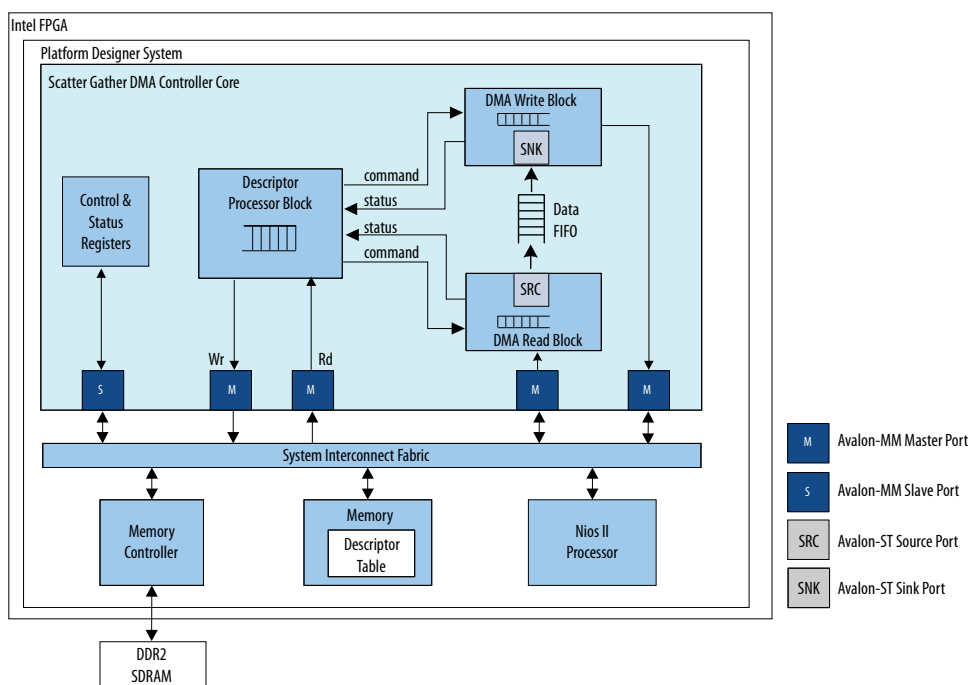 Intel FPGA
Platform Designer System
Scatter Gather DMA Controller Core
DMA Write Block
SNK
command
Descriptor
Processor Block
status
Control &
Status
Registers
Data
FIFO
status
command
SRC
DMA Read Block
Wr
Rd
S
M
M
M
M
System Interconnect Fabric
Memory
Controller
Memory
Descriptor
Table
Nios II
Processor
DDR2
SDRAM
M
Avalon-MM Master Port
S
Avalon-MM Slave Port
SRC
Avalon-ST Source Port
SNK
Avalon-ST Sink Port